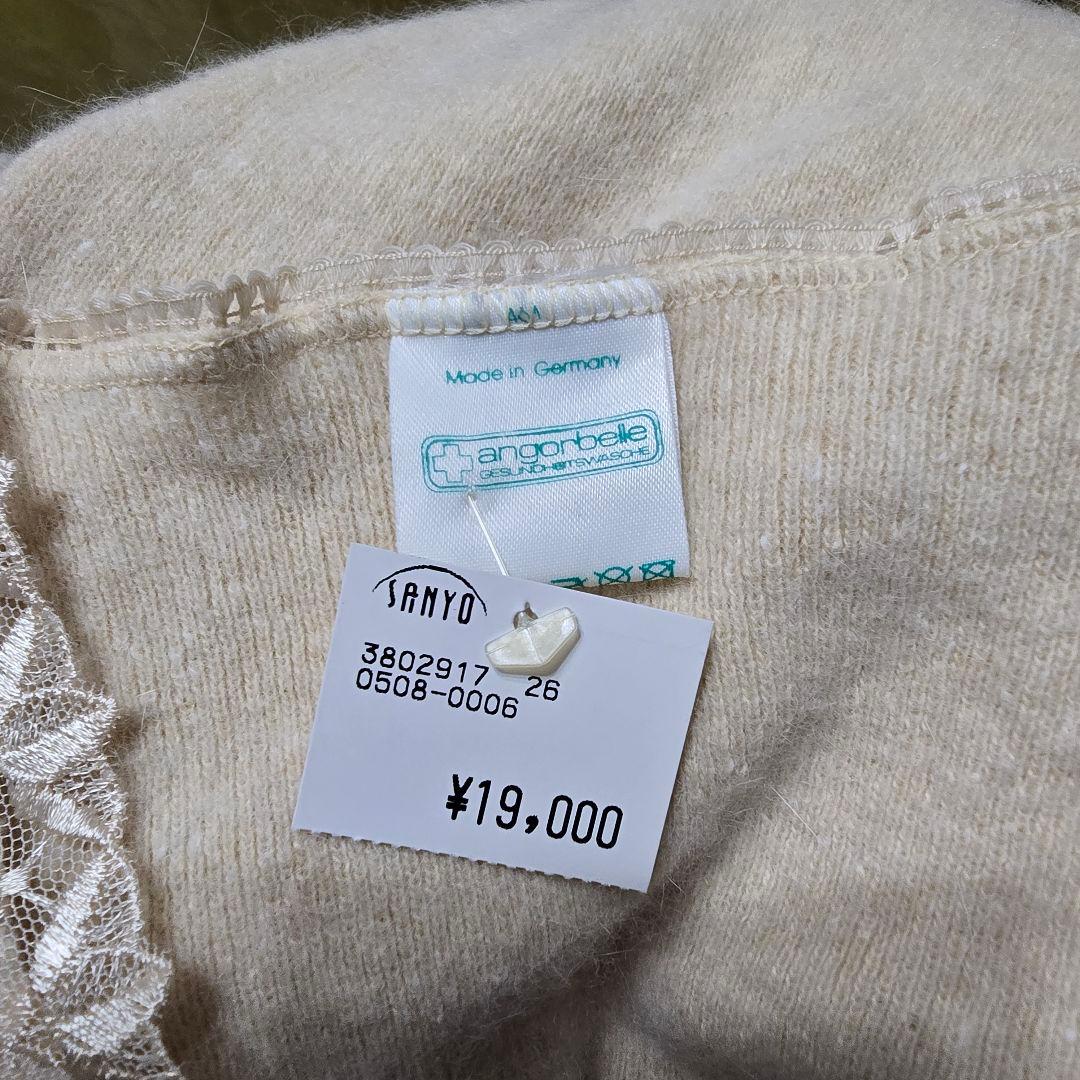 Made in Germany
angorbelle
GESUNDHEITSWÄSCHE
SANYO
3802917 26
0508-0006
¥19,000